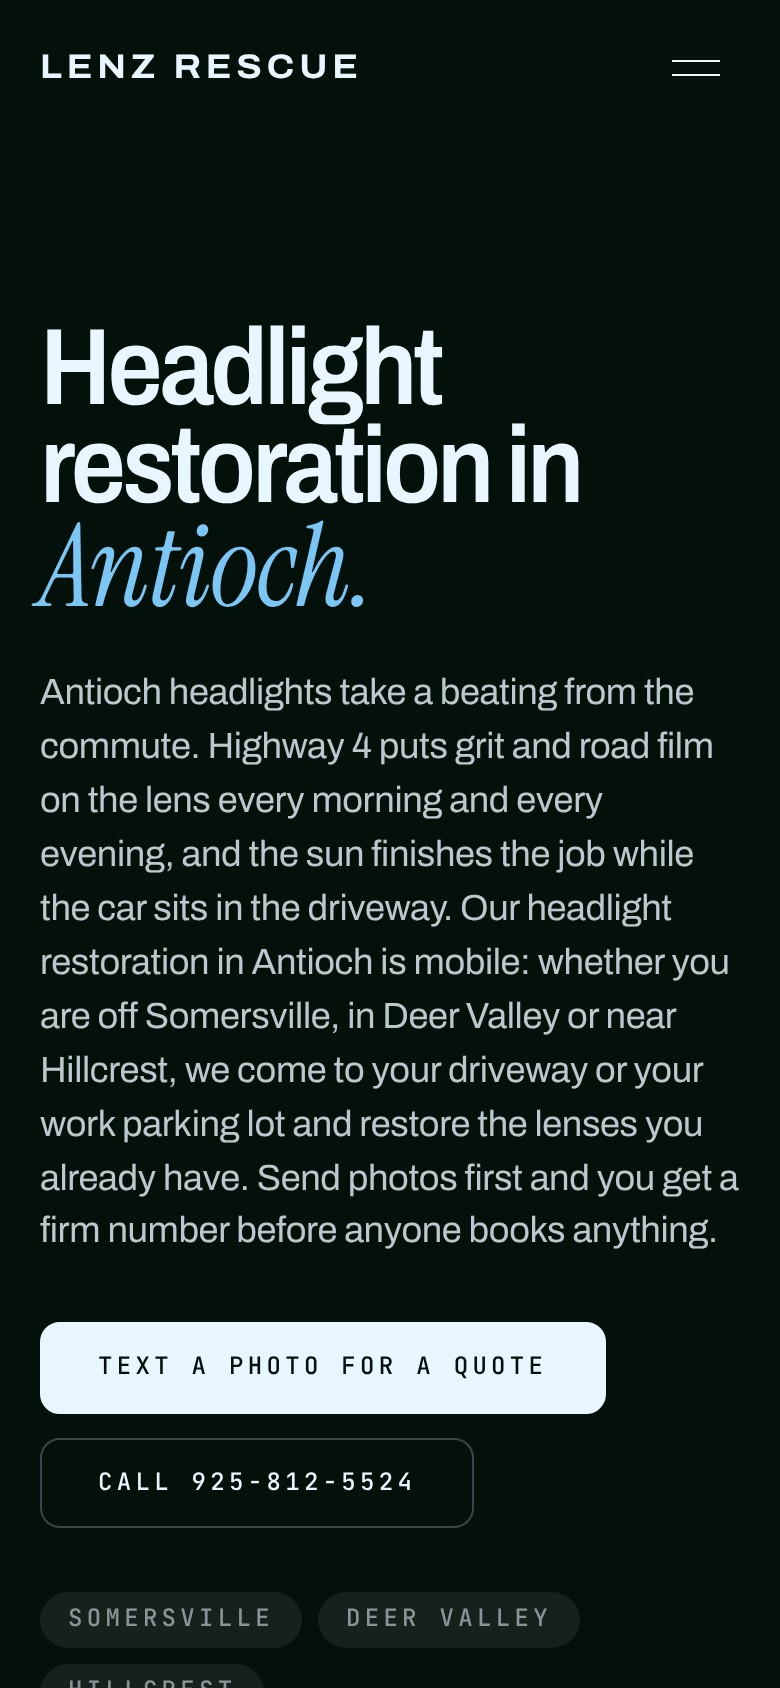 LENZ RESCUE
Headlight
restoration in
Antioch.
Antioch headlights take a beating from the
commute. Highway 4 puts grit and road film
on the lens every morning and every
evening, and the sun finishes the job while
the car sits in the driveway. Our headlight
restoration in Antioch is mobile: whether you
are off Somersville, in Deer Valley or near
Hillcrest, we come to your driveway or your
work parking lot and restore the lenses you
already have. Send photos first and you get a
firm number before anyone books anything.
TEXT A PHOTO FOR A QUOTE
CALL 925-812-5524
SOMERSVILLE DEER VALLEY
HILLCREST